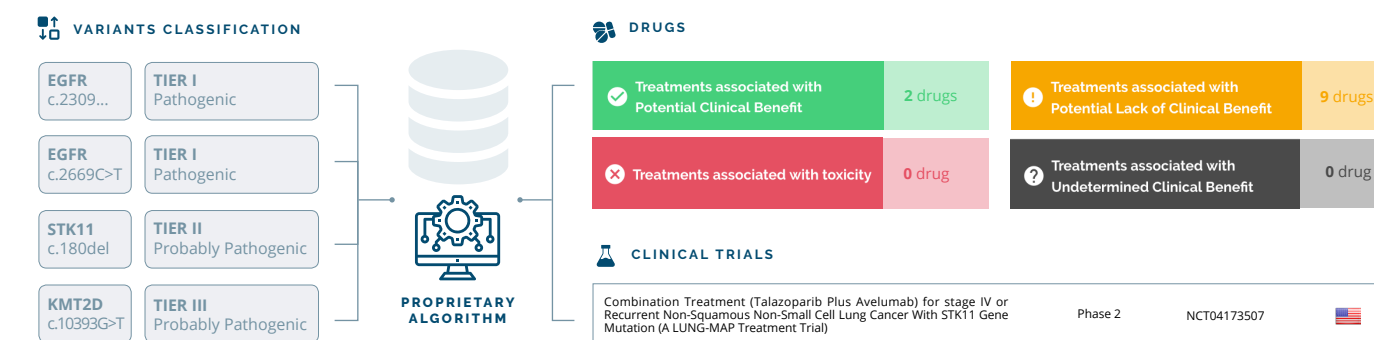 VARIANTS CLASSIFICATION
EGFR
c.2309...
TIER I
Pathogenic
EGFR
c.2669C>T
TIER I
Pathogenic
STK11
c.180del
TIER II
Probably Pathogenic
KMT2D
c.10393G>T
TIER III
Probably Pathogenic
PROPRIETARY
ALGORITHM
DRUGS
Treatments associated with
Potential Clinical Benefit
2 drugs
Treatments associated with
Potential Lack of Clinical Benefit
9 drugs
Treatments associated with toxicity
0 drug
Treatments associated with
Undetermined Clinical Benefit
0 drug
CLINICAL TRIALS
Combination Treatment (Talazoparib Plus Avelumab) for stage IV or
Recurrent Non-Squamous Non-Small Cell Lung Cancer With STK11 Gene
Mutation (A LUNG-MAP Treatment Trial)
Phase 2
NCT04173507